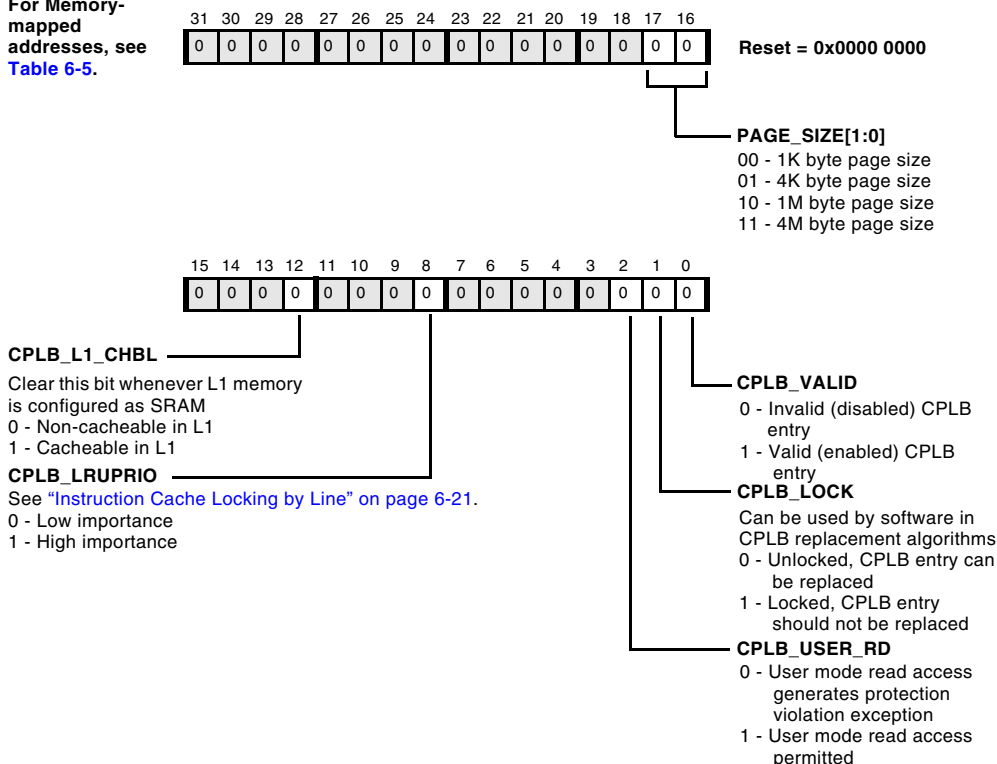 For Memory-
mapped
addresses, see
Table 6-5.
31 30 29 28 27 26 25 24 23 22 21 20 19 18 17 16
0 0 0 0 0 0 0 0 0 0 0 0 0 0 0 0
Reset = 0x0000 0000
PAGE_SIZE[1:0]
00 - 1K byte page size
01 - 4K byte page size
10 - 1M byte page size
11 - 4M byte page size
15 14 13 12 11 10 9 8 7 6 5 4 3 2 1 0
0 0 0 0 0 0 0 0 0 0 0 0 0 0 0 0
CPLB_L1_CHBL
Clear this bit whenever L1 memory
is configured as SRAM
0 - Non-cacheable in L1
1 - Cacheable in L1
CPLB_LRUPRIO
See “Instruction Cache Locking by Line” on page 6-21.
0 - Low importance
1 - High importance
CPLB_VALID
0 - Invalid (disabled) CPLB
entry
1 - Valid (enabled) CPLB
entry
CPLB_LOCK
Can be used by software in
CPLB replacement algorithms
0 - Unlocked, CPLB entry can
be replaced
1 - Locked, CPLB entry
should not be replaced
CPLB_USER_RD
0 - User mode read access
generates protection
violation exception
1 - User mode read access
permitted